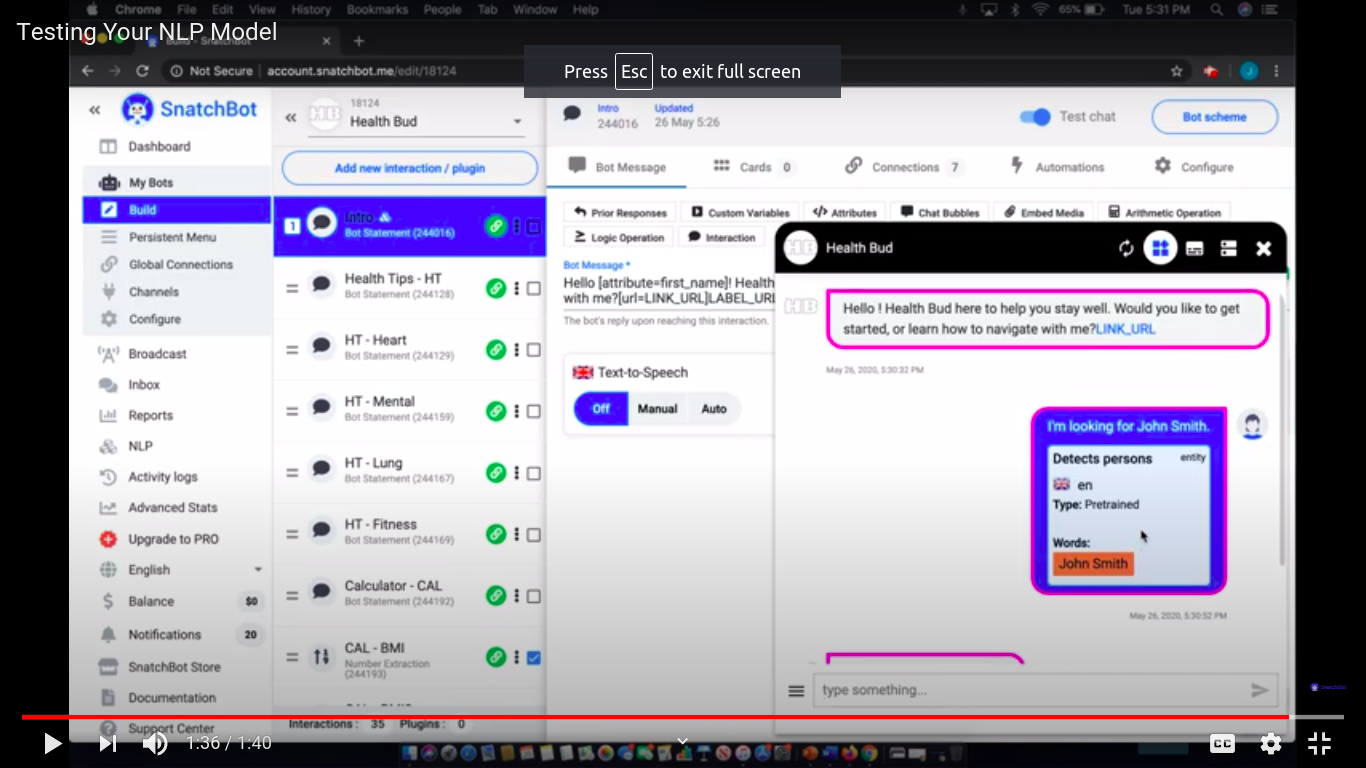 Chrome File Edit View History Bookmarks People Tab Window Help 65% Tue 5:31 PM
Testing Your NLP Model
Press Esc to exit full screen
Not Secure account.snatchbot.me/edit/18124
SnatchBot
Dashboard
My Bots
Build
Persistent Menu
Global Connections
Channels
Configure
Broadcast
Inbox
Reports
NLP
Activity logs
Advanced Stats
Upgrade to PRO
English
Balance $0
Notifications 20
SnatchBot Store
Documentation
Support Center
HB
18124
Health Bud
Add new interaction / plugin
1
Intro
Bot Statement (244016)
Health Tips - HT
Bot Statement (244128)
HT - Heart
Bot Statement (244129)
HT - Mental
Bot Statement (244159)
HT - Lung
Bot Statement (244167)
HT - Fitness
Bot Statement (244169)
Calculator - CAL
Bot Statement (244192)
CAL - BMI
Number Extraction
(244193)
Interactions : 35 Plugins : 0
Intro Updated
244016 26 May 5:26
Test chat
Bot scheme
Bot Message Cards 0 Connections 7 Automations Configure
Prior Responses Custom Variables Attributes Chat Bubbles Embed Media Arithmetic Operation
Logic Operation Interaction
Bot Message *
Hello [attribute=first_name]! Health
with me?[url=LINK_URL]LABEL_URL
The bot's reply upon reaching this interaction.
Text-to-Speech
Off Manual Auto
HB Health Bud
HB
Hello ! Health Bud here to help you stay well. Would you like to get
started, or learn how to navigate with me?LINK_URL
May 26, 2020, 5:30:32 PM
I'm looking for John Smith.
Detects persons entity
en
Type: Pretrained
Words:
John Smith
May 26, 2020, 5:30:52 PM
type something...
1:36 / 1:40
CC